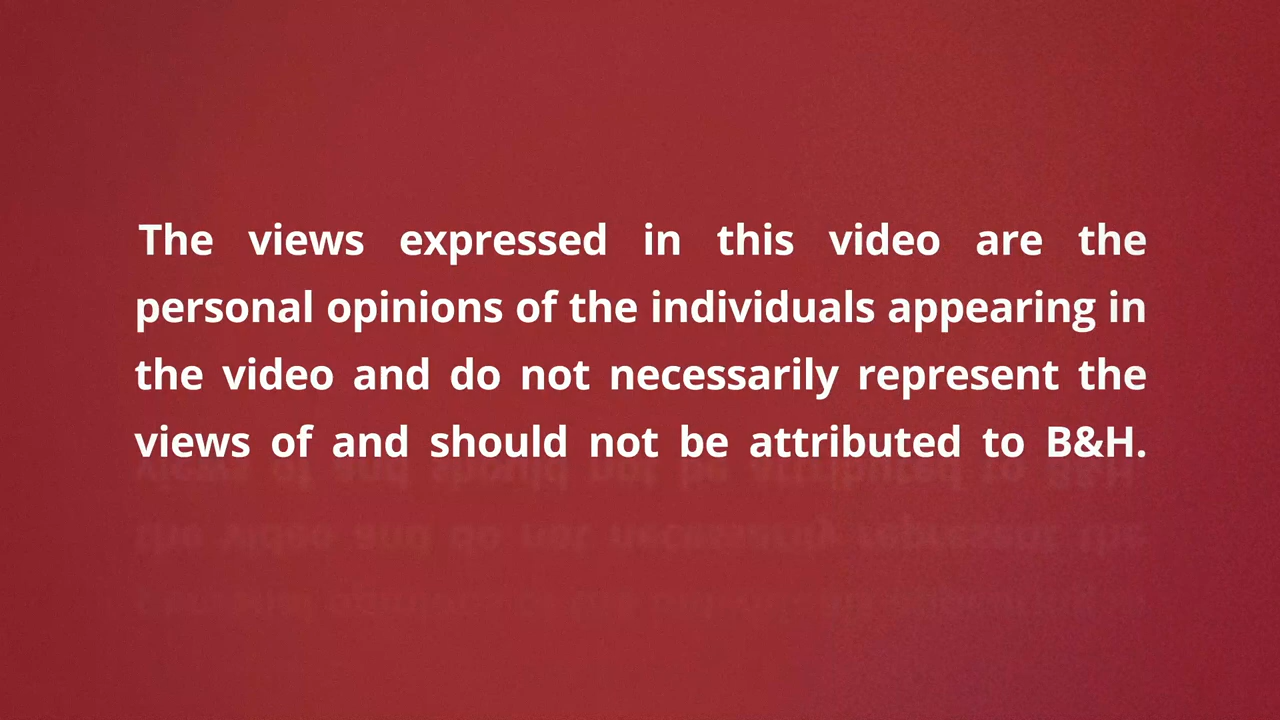 The views expressed in this video are the
personal opinions of the individuals appearing in
the video and do not necessarily represent the
views of and should not be attributed to B&H.